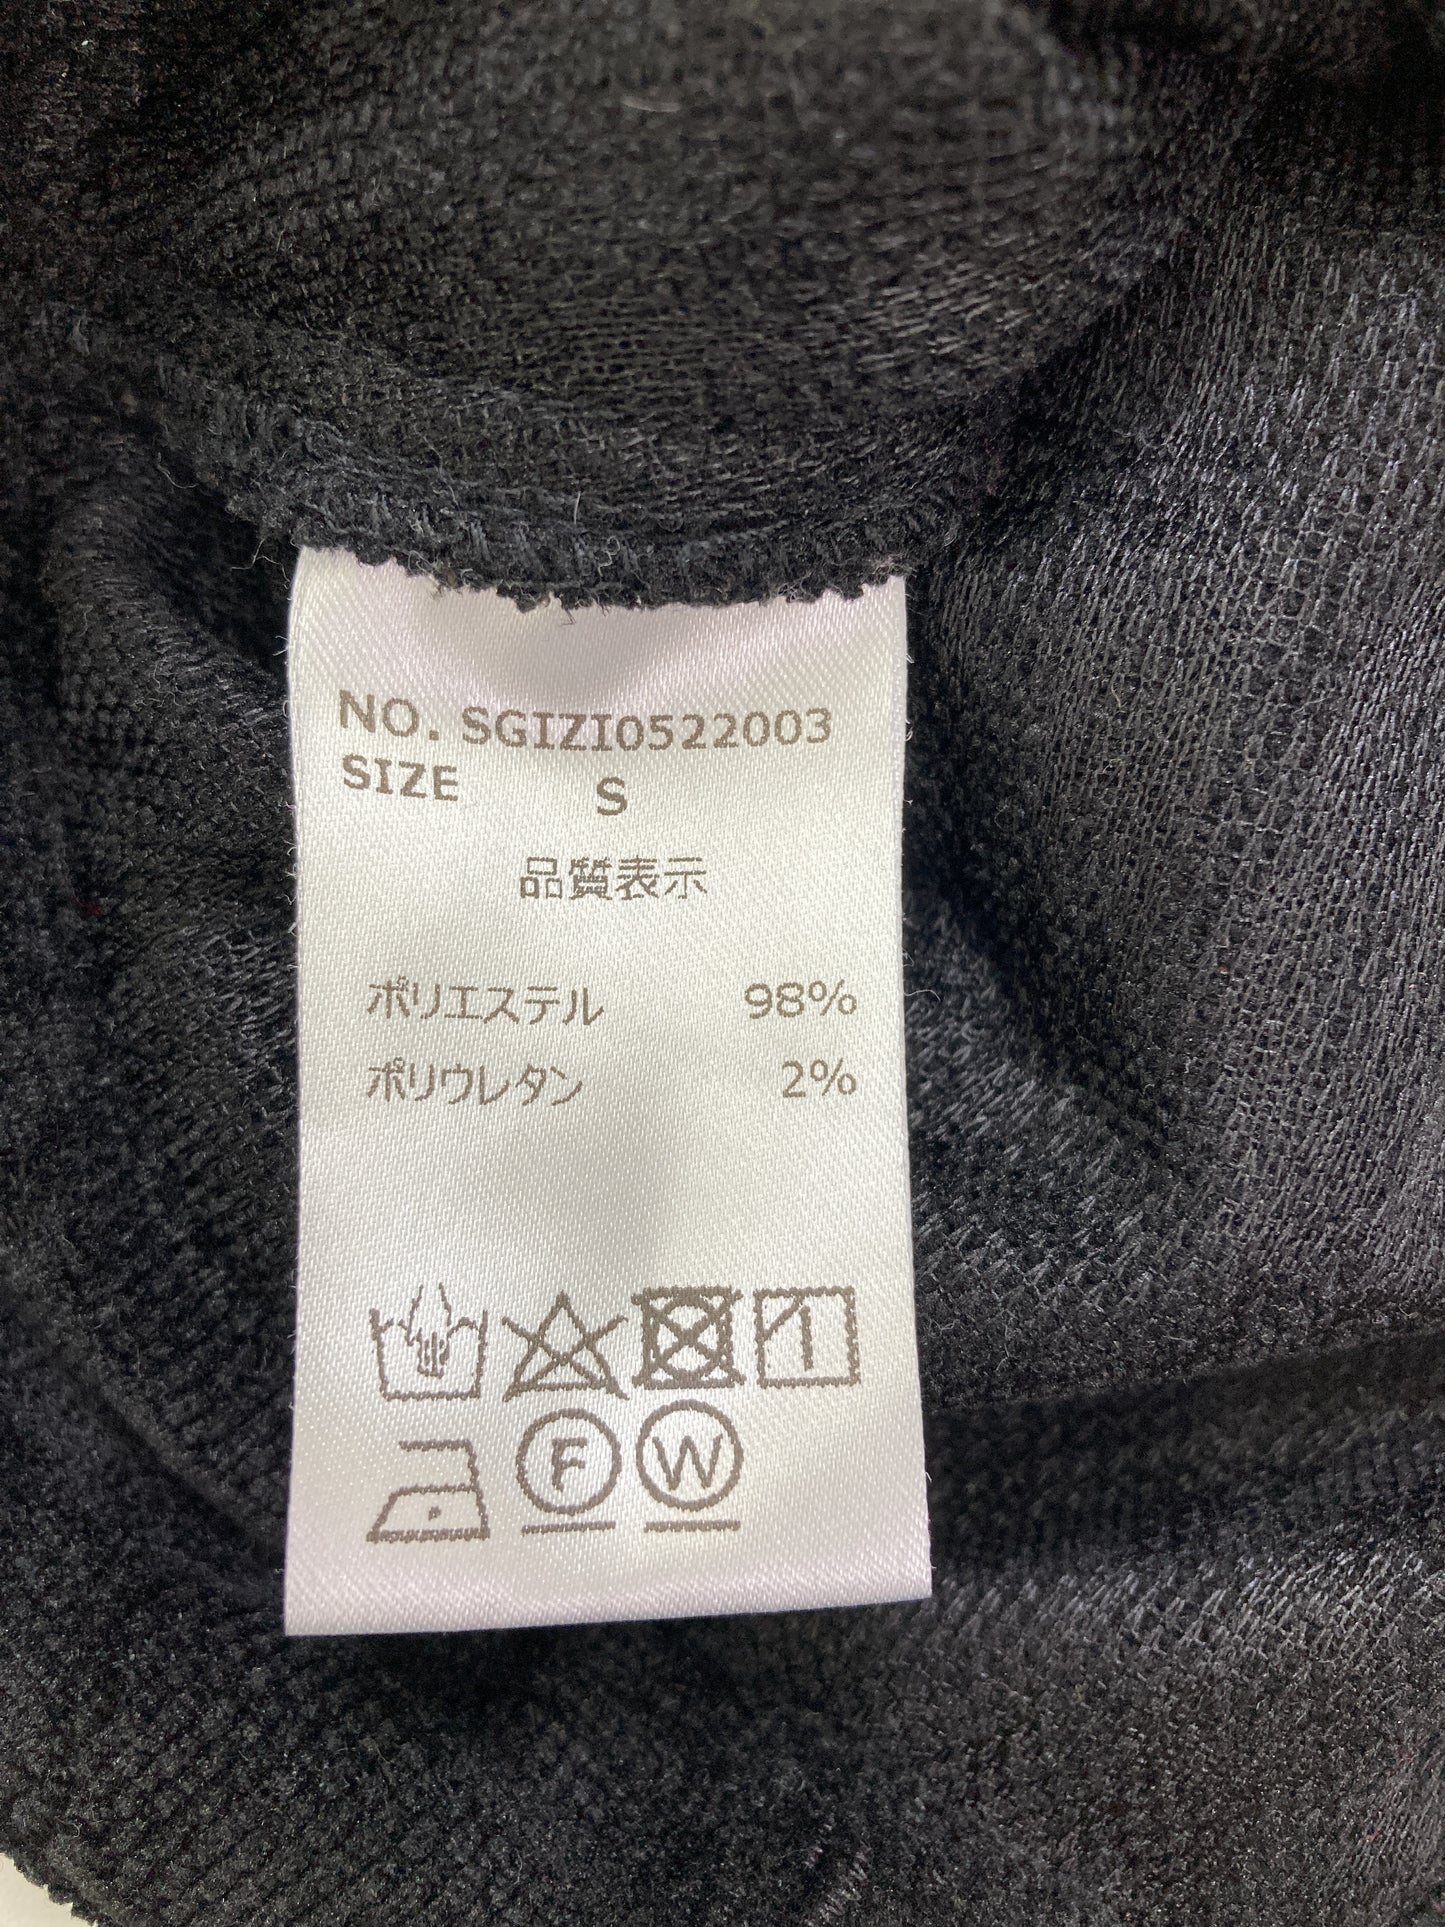 NO. SGIZI0522003
SIZE S
品質表示
ポリエステル 98%
ポリウレタン 2%
F W